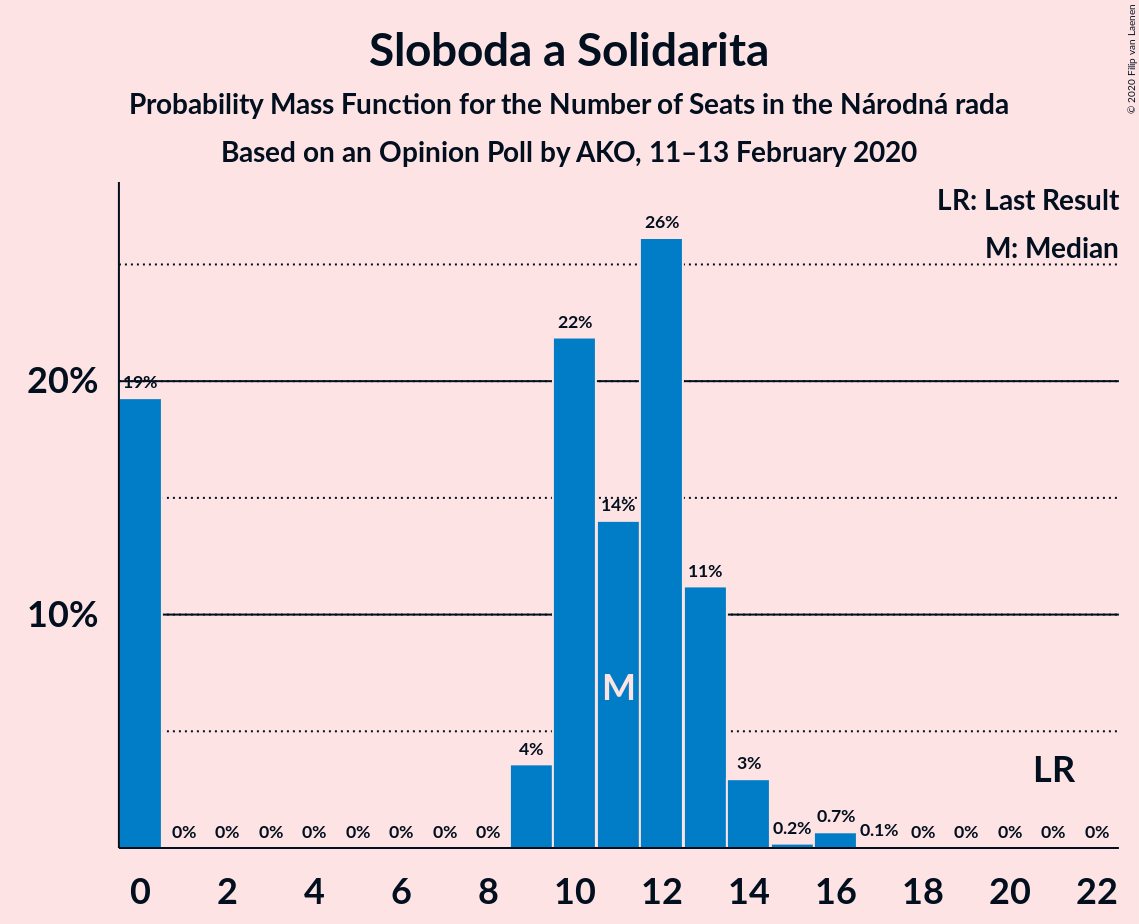 Sloboda a Solidarita
Probability Mass Function for the Number of Seats in the Národná rada
Based on an Opinion Poll by AKO, 11–13 February 2020
© 2020 Filip van Laenen
LR: Last Result
M: Median
26%
22%
20%
19%
14%
11%
10%
M
4%
3%
LR
0% 0% 0% 0% 0% 0% 0% 0% 0.2% 0.7% 0.1% 0% 0% 0% 0% 0%
0 2 4 6 8 10 12 14 16 18 20 22